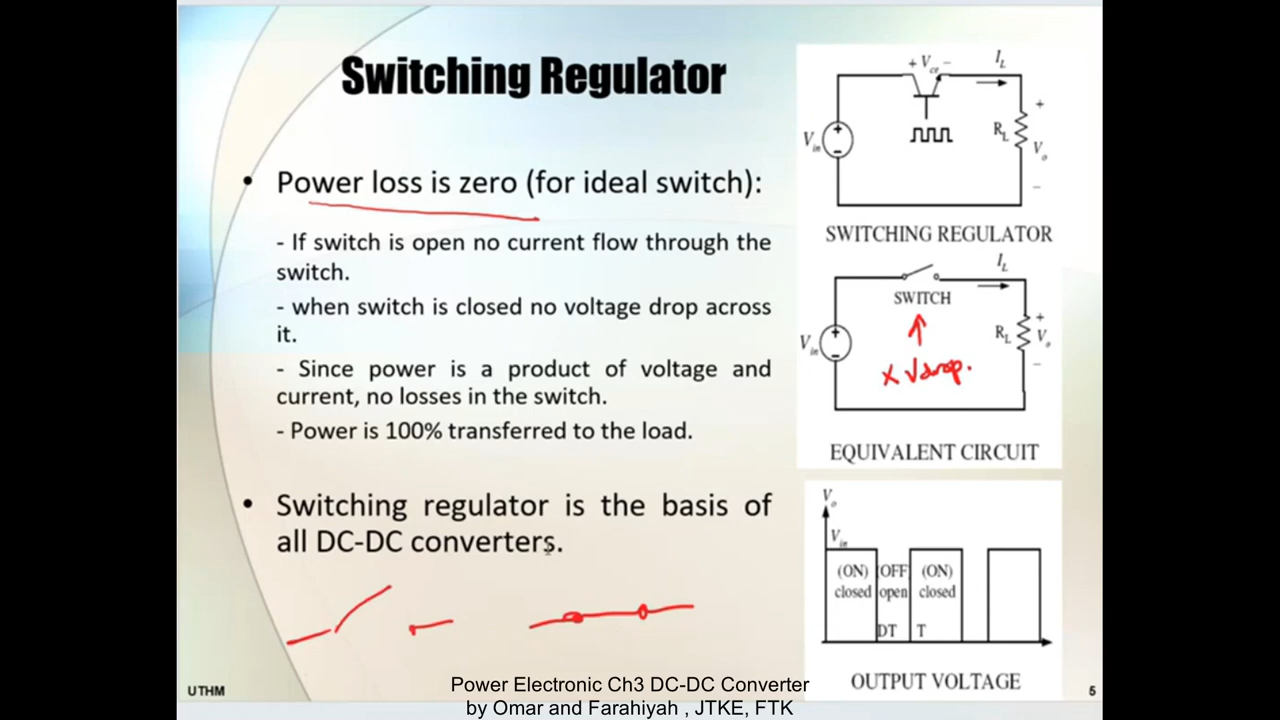 Switching Regulator
• Power loss is zero (for ideal switch):
- If switch is open no current flow through the
switch.
- when switch is closed no voltage drop across
it.
- Since power is a product of voltage and
current, no losses in the switch.
- Power is 100% transferred to the load.
• Switching regulator is the basis of
all DC-DC converters.
+ Vce −
IL
Vin
+
−
RL
+
Vo
−
SWITCHING REGULATOR
IL
SWITCH
Vin
+
−
RL
+
Vo
−
x Vdrop.
EQUIVALENT CIRCUIT
Vo
Vin
(ON) (OFF (ON)
closed open closed
DT T
OUTPUT VOLTAGE
UTHM
Power Electronic Ch3 DC-DC Converter
by Omar and Farahiyah , JTKE, FTK
5